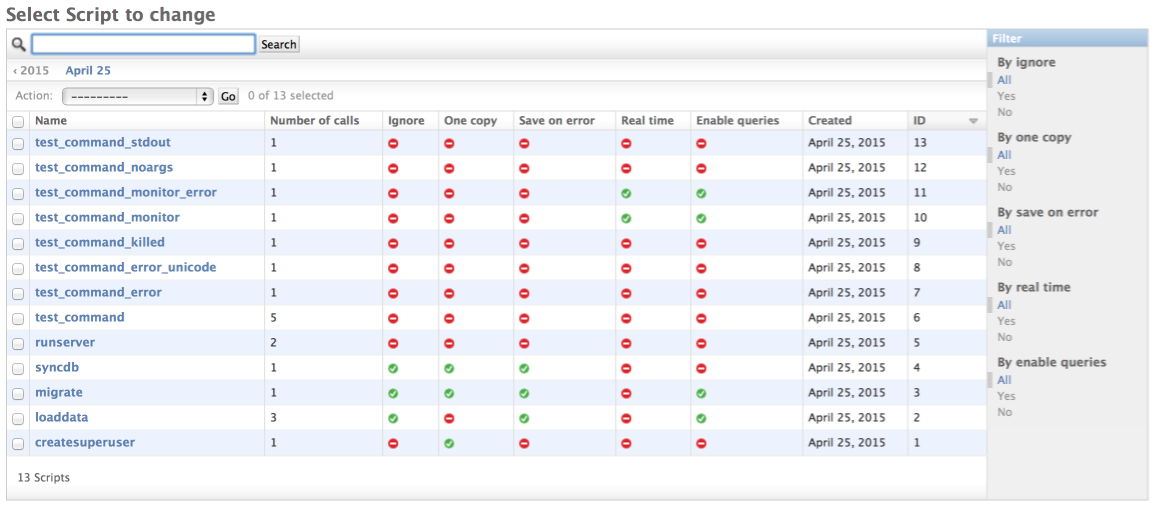 Select Script to change
Search
‹ 2015 April 25
Action: --------- Go 0 of 13 selected
Name Number of calls Ignore One copy Save on error Real time Enable queries Created ID
test_command_stdout 1 April 25, 2015 13
test_command_noargs 1 April 25, 2015 12
test_command_monitor_error 1 April 25, 2015 11
test_command_monitor 1 April 25, 2015 10
test_command_killed 1 April 25, 2015 9
test_command_error_unicode 1 April 25, 2015 8
test_command_error 1 April 25, 2015 7
test_command 5 April 25, 2015 6
runserver 2 April 25, 2015 5
syncdb 1 April 25, 2015 4
migrate 1 April 25, 2015 3
loaddata 3 April 25, 2015 2
createsuperuser 1 April 25, 2015 1
13 Scripts
Filter
By ignore
All
Yes
No
By one copy
All
Yes
No
By save on error
All
Yes
No
By real time
All
Yes
No
By enable queries
All
Yes
No